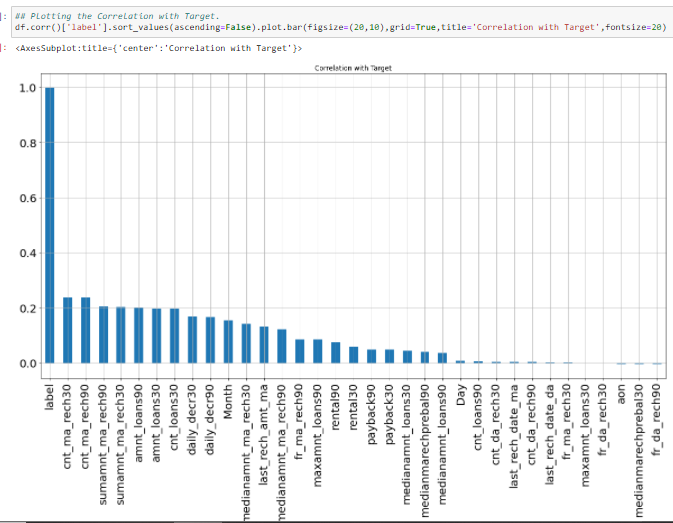 ]: ## Plotting the Correlation with Target.
df.corr()['label'].sort_values(ascending=False).plot.bar(figsize=(20,10),grid=True,title='Correlation with Target',fontsize=20)
]: <AxesSubplot:title={'center':'Correlation with Target'}>
Correlation with Target
1.0
0.8
0.6
0.4
0.2
0.0
label
cnt_ma_rech30
cnt_ma_rech90
sumamnt_ma_rech90
sumamnt_ma_rech30
amnt_loans90
amnt_loans30
cnt_loans30
daily_decr30
daily_decr90
Month
medianamnt_ma_rech30
last_rech_amt_ma
medianamnt_ma_rech90
fr_ma_rech90
maxamnt_loans90
rental90
rental30
payback90
payback30
medianamnt_loans30
medianmarechprebal90
medianamnt_loans90
Day
cnt_loans90
cnt_da_rech30
last_rech_date_ma
cnt_da_rech90
last_rech_date_da
fr_ma_rech30
maxamnt_loans30
fr_da_rech30
aon
medianmarechprebal30
fr_da_rech90